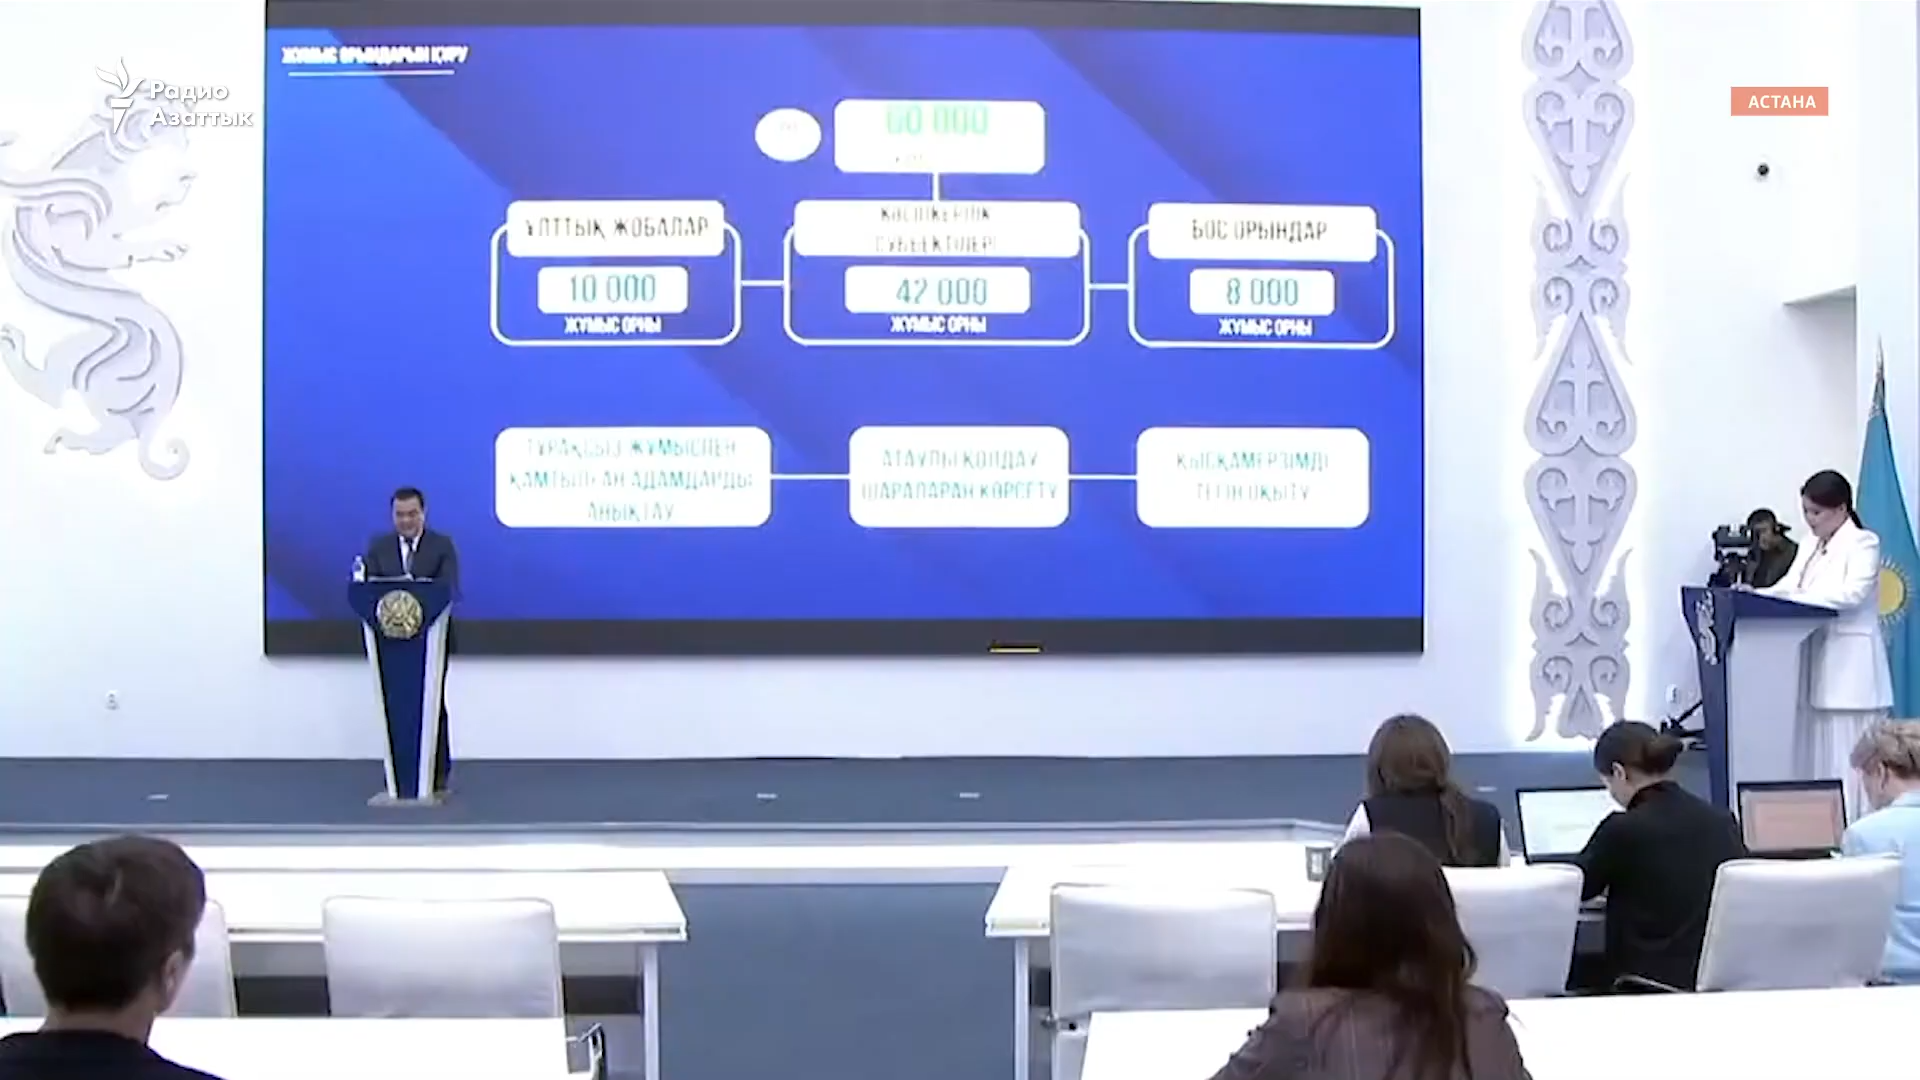 Радио
Азаттык
АСТАНА
ЖҰМЫС ОРЫНДАРЫН ҚҰРУ
60 000
ҰЛТТЫҚ ЖОБАЛАР
10 000
ЖҰМЫС ОРНЫ
КӘСІПКЕРЛІК
СУБЪЕКТІЛЕРІ
42 000
ЖҰМЫС ОРНЫ
БОС ОРЫНДАР
8 000
ЖҰМЫС ОРНЫ
ТҰРАҚСЫЗ ЖҰМЫСПЕН
ҚАМТЫЛҒАН АДАМДАРДЫ
АНЫҚТАУ
АТАУЛЫ ҚОЛДАУ
ШАРАЛАРАН КӨРСЕТУ
ҚЫСҚАМЕРЗІМДІ
ТЕГІН ОҚЫТУ